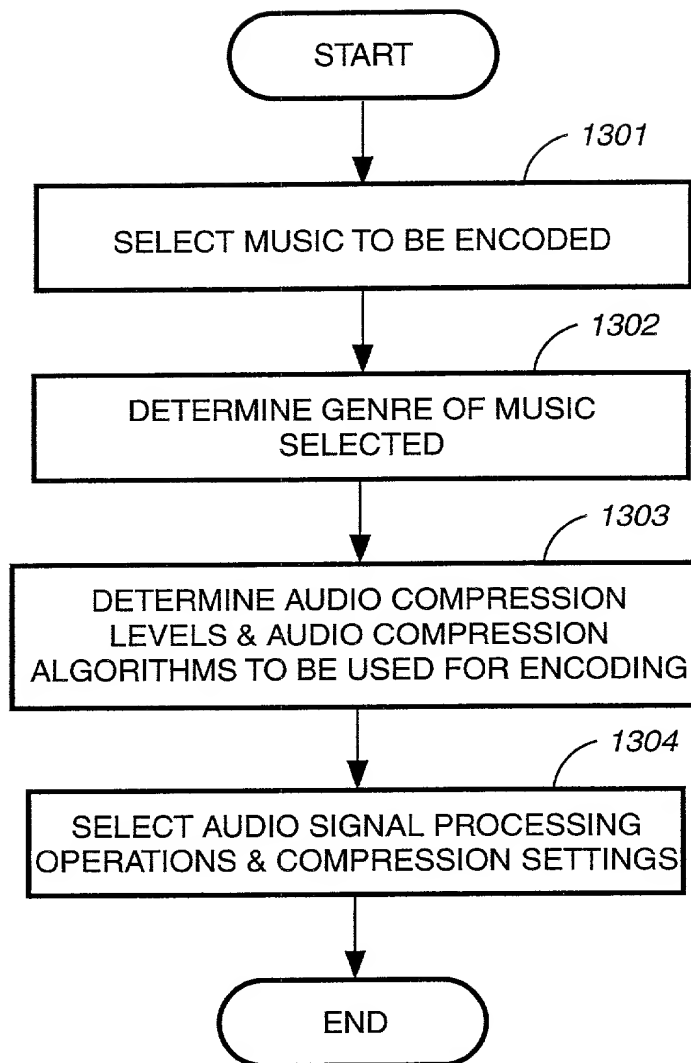 START
1301
SELECT MUSIC TO BE ENCODED
1302
DETERMINE GENRE OF MUSIC
SELECTED
1303
DETERMINE AUDIO COMPRESSION
LEVELS & AUDIO COMPRESSION
ALGORITHMS TO BE USED FOR ENCODING
1304
SELECT AUDIO SIGNAL PROCESSING
OPERATIONS & COMPRESSION SETTINGS
END